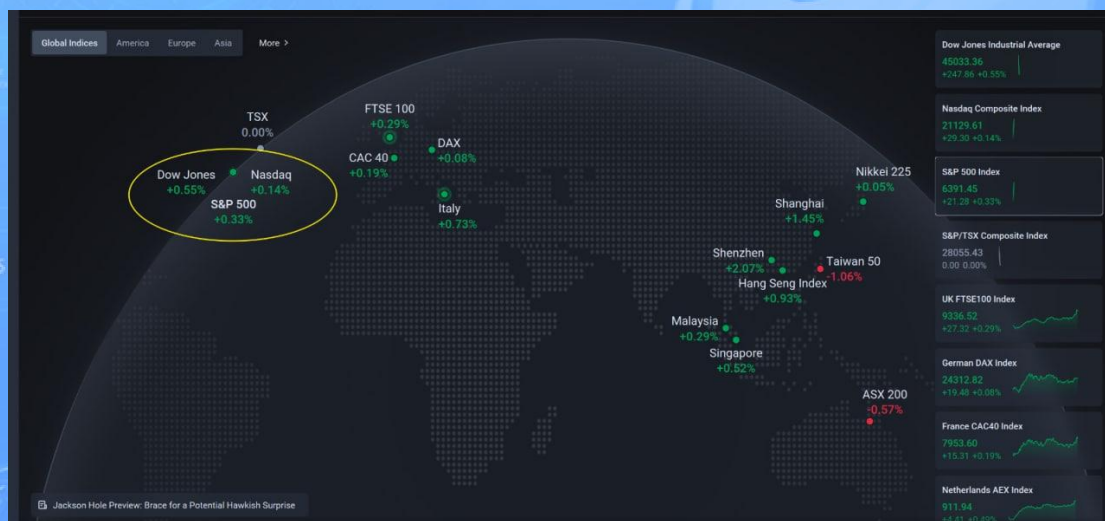 Global Indices America Europe Asia More >
TSX
0.00%
Dow Jones
+0.55%
Nasdaq
+0.14%
S&P 500
+0.33%
FTSE 100
+0.29%
CAC 40
+0.19%
DAX
+0.08%
Italy
+0.73%
Nikkei 225
+0.05%
Shanghai
+1.45%
Shenzhen
+2.07%
Taiwan 50
-1.06%
Hang Seng Index
+0.93%
Malaysia
+0.29%
Singapore
+0.52%
ASX 200
-0.57%
Jackson Hole Preview: Brace for a Potential Hawkish Surprise
Dow Jones Industrial Average
45033.36
+247.86 +0.55%
Nasdaq Composite Index
21129.61
+29.30 +0.14%
S&P 500 Index
6391.45
+21.28 +0.33%
S&P/TSX Composite Index
28055.43
0.00 0.00%
UK FTSE100 Index
9336.52
+27.32 +0.29%
German DAX Index
24312.82
+19.48 +0.08%
France CAC40 Index
7953.60
+15.31 +0.19%
Netherlands AEX Index
911.94